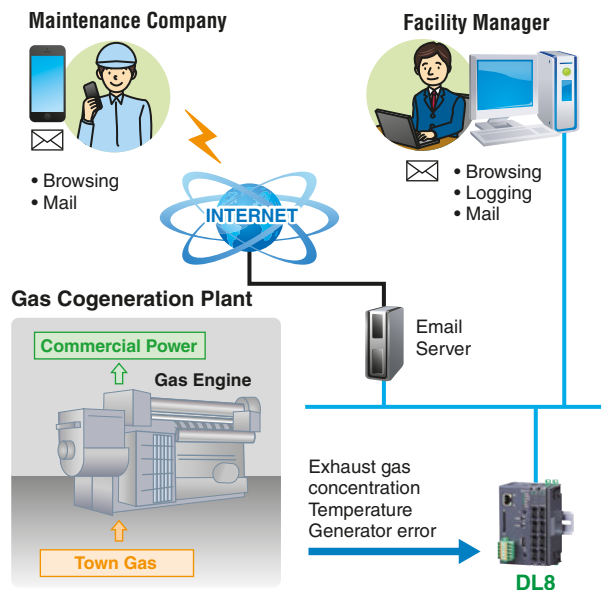 Maintenance Company
• Browsing
• Mail
Facility Manager
• Browsing
• Logging
• Mail
INTERNET
Email
Server
Gas Cogeneration Plant
Commercial Power
Gas Engine
Town Gas
Exhaust gas
concentration
Temperature
Generator error
DL8